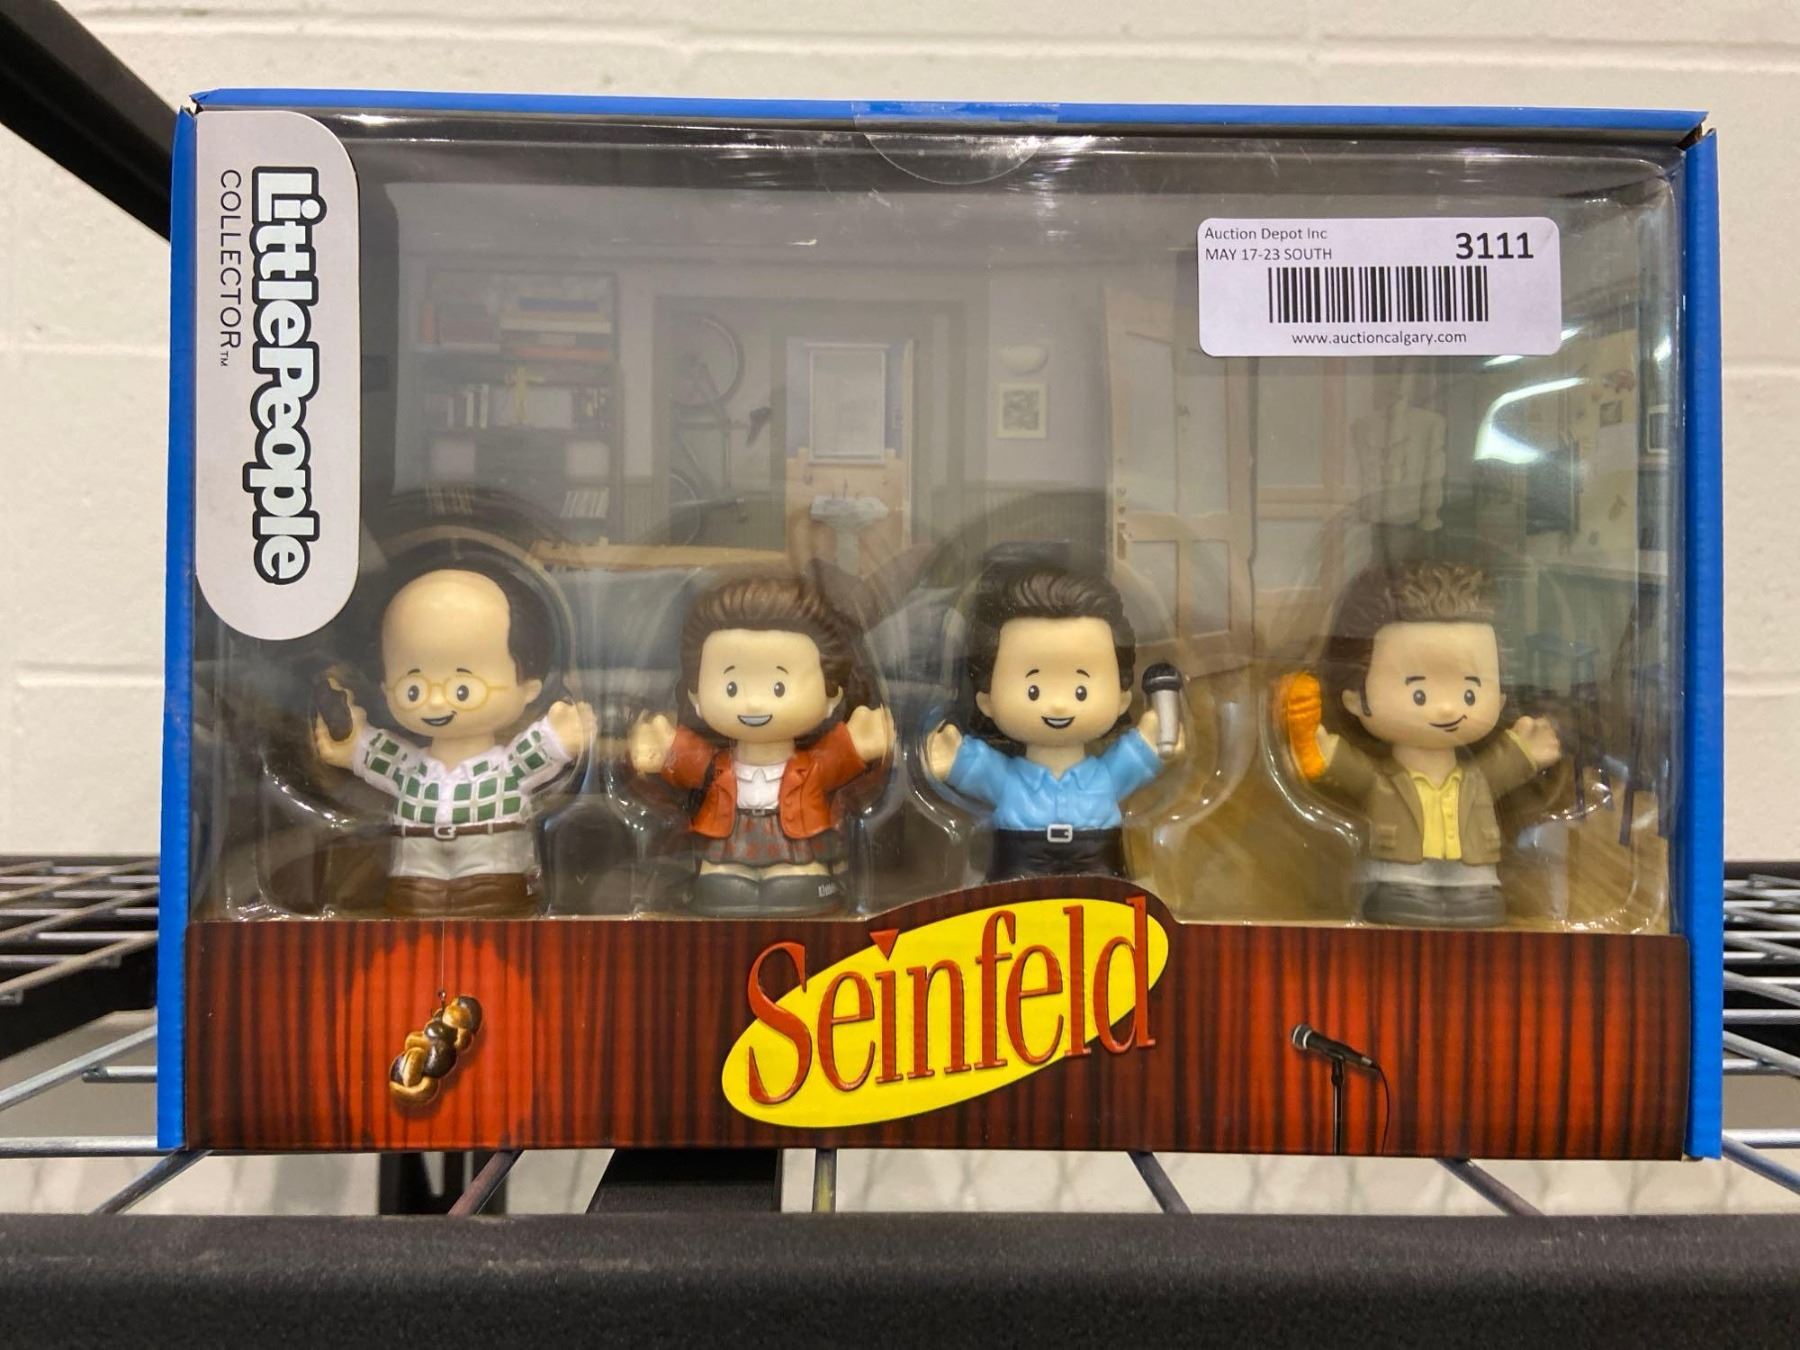 LittlePeople
COLLECTOR™
Auction Depot Inc
MAY 17-23 SOUTH
3111
www.auctioncalgary.com
Seinfeld